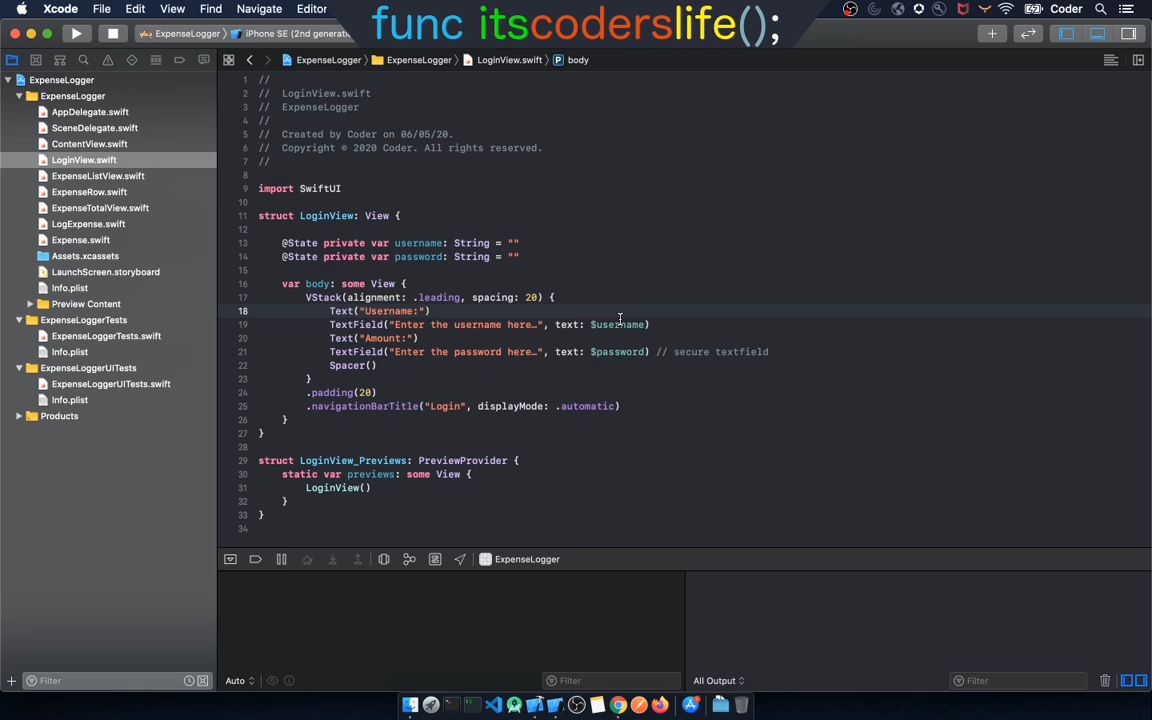 Xcode File Edit View Find Navigate Editor
func itscoderslife();
Coder
ExpenseLogger iPhone SE (2nd generati
ExpenseLogger ExpenseLogger LoginView.swift P body
ExpenseLogger
ExpenseLogger
AppDelegate.swift
SceneDelegate.swift
ContentView.swift
LoginView.swift
ExpenseListView.swift
ExpenseRow.swift
ExpenseTotalView.swift
LogExpense.swift
Expense.swift
Assets.xcassets
LaunchScreen.storyboard
Info.plist
Preview Content
ExpenseLoggerTests
ExpenseLoggerTests.swift
Info.plist
ExpenseLoggerUITests
ExpenseLoggerUITests.swift
Info.plist
Products
1 //
2 // LoginView.swift
3 // ExpenseLogger
4 //
5 // Created by Coder on 06/05/20.
6 // Copyright © 2020 Coder. All rights reserved.
7 //
8
9 import SwiftUI
10
11 struct LoginView: View {
12
13 @State private var username: String = ""
14 @State private var password: String = ""
15
16 var body: some View {
17 VStack(alignment: .leading, spacing: 20) {
18 Text("Username:")
19 TextField("Enter the username here…", text: $username)
20 Text("Amount:")
21 TextField("Enter the password here…", text: $password) // secure textfield
22 Spacer()
23 }
24 .padding(20)
25 .navigationBarTitle("Login", displayMode: .automatic)
26 }
27 }
28
29 struct LoginView_Previews: PreviewProvider {
30 static var previews: some View {
31 LoginView()
32 }
33 }
34
ExpenseLogger
Filter
Auto
Filter
All Output
Filter